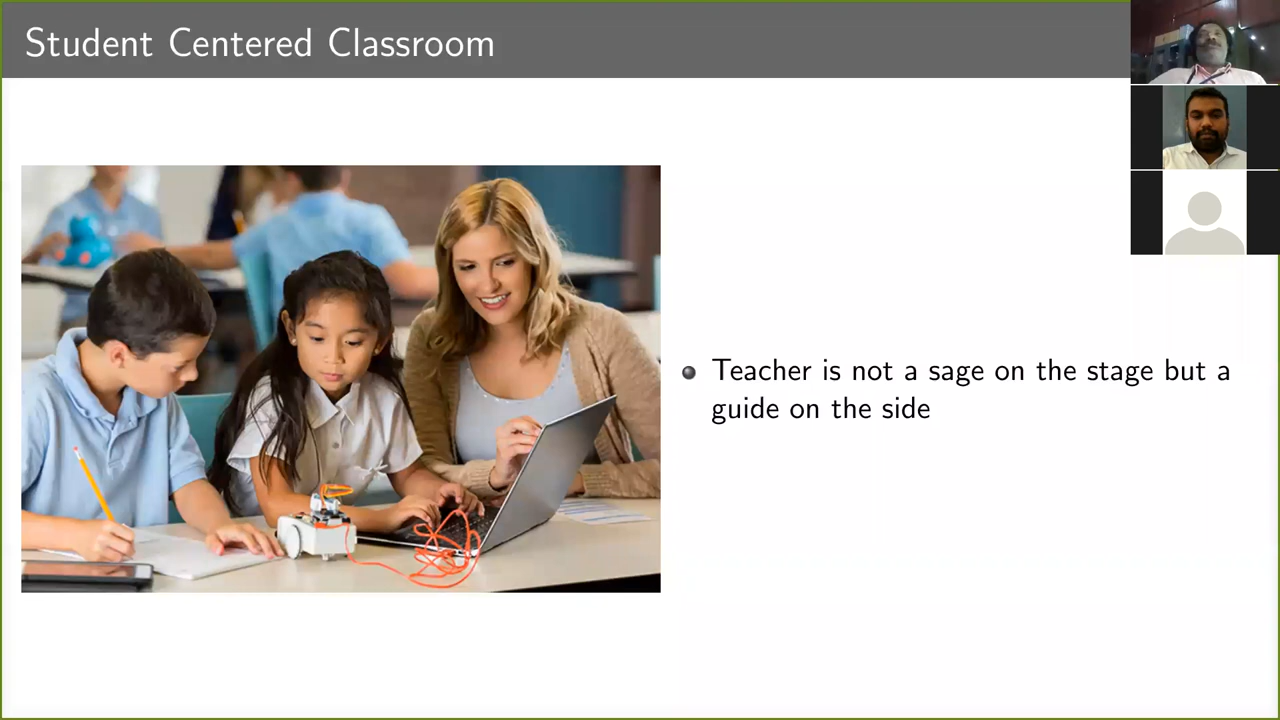 Student Centered Classroom
Teacher is not a sage on the stage but a
guide on the side